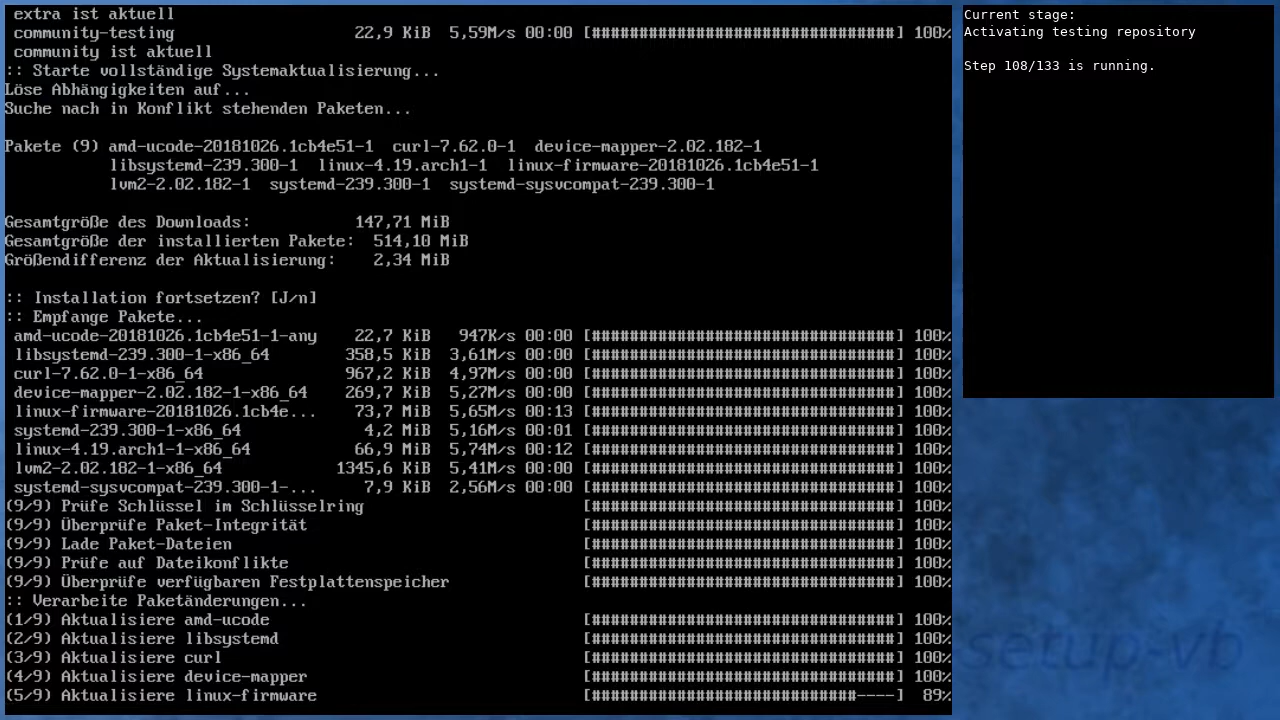 extra ist aktuell
community-testing 22,9 KiB 5,59M/s 00:00 [################################] 100%
community ist aktuell
:: Starte vollständige Systemaktualisierung...
Löse Abhängigkeiten auf...
Suche nach in Konflikt stehenden Paketen...
Pakete (9) amd-ucode-20181026.1cb4e51-1 curl-7.62.0-1 device-mapper-2.02.182-1
libsystemd-239.300-1 linux-4.19.arch1-1 linux-firmware-20181026.1cb4e51-1
lvm2-2.02.182-1 systemd-239.300-1 systemd-sysvcompat-239.300-1
Gesamtgröße des Downloads: 147,71 MiB
Gesamtgröße der installierten Pakete: 514,10 MiB
Größendifferenz der Aktualisierung: 2,34 MiB
:: Installation fortsetzen? [J/n]
:: Empfange Pakete...
amd-ucode-20181026.1cb4e51-1-any 22,7 KiB 947K/s 00:00 [################################] 100%
libsystemd-239.300-1-x86_64 358,5 KiB 3,61M/s 00:00 [################################] 100%
curl-7.62.0-1-x86_64 967,2 KiB 4,97M/s 00:00 [################################] 100%
device-mapper-2.02.182-1-x86_64 269,7 KiB 5,27M/s 00:00 [################################] 100%
linux-firmware-20181026.1cb4e... 73,7 MiB 5,65M/s 00:13 [################################] 100%
systemd-239.300-1-x86_64 4,2 MiB 5,16M/s 00:01 [################################] 100%
linux-4.19.arch1-1-x86_64 66,9 MiB 5,74M/s 00:12 [################################] 100%
lvm2-2.02.182-1-x86_64 1345,6 KiB 5,41M/s 00:00 [################################] 100%
systemd-sysvcompat-239.300-1-... 7,9 KiB 2,56M/s 00:00 [################################] 100%
(9/9) Prüfe Schlüssel im Schlüsselring [################################] 100%
(9/9) Überprüfe Paket-Integrität [################################] 100%
(9/9) Lade Paket-Dateien [################################] 100%
(9/9) Prüfe auf Dateikonflikte [################################] 100%
(9/9) Überprüfe verfügbaren Festplattenspeicher [################################] 100%
:: Verarbeite Paketänderungen...
(1/9) Aktualisiere amd-ucode [################################] 100%
(2/9) Aktualisiere libsystemd [################################] 100%
(3/9) Aktualisiere curl [################################] 100%
(4/9) Aktualisiere device-mapper [################################] 100%
(5/9) Aktualisiere linux-firmware [############################----] 89%
Current stage:
Activating testing repository
Step 108/133 is running.
setup-vb